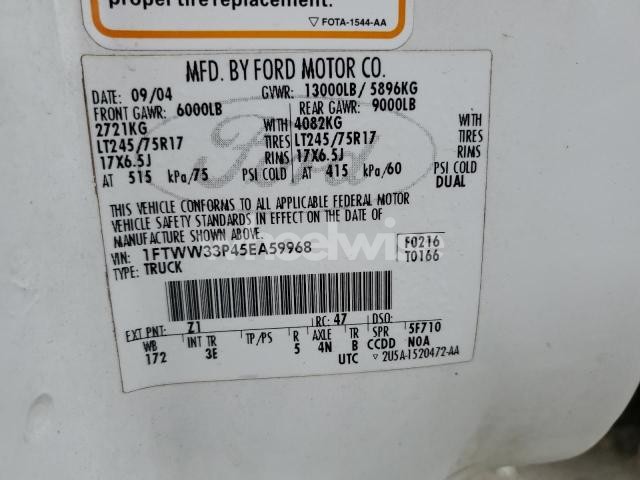 proper tire replacement.
▽ FOTA-1544-AA
MFD. BY FORD MOTOR CO.
DATE: 09/04 GVWR: 13000LB/ 5896KG
FRONT GAWR: 6000LB REAR GAWR: 9000LB
2721KG WITH 4082KG WITH
LT245/75R17 TIRES LT245/75R17 TIRES
17X6.5J RIMS 17X6.5J RIMS
AT 515 kPa/75 PSI COLD AT 415 kPa/60 PSI COLD
DUAL
Ford
THIS VEHICLE CONFORMS TO ALL APPLICABLE FEDERAL MOTOR
VEHICLE SAFETY STANDARDS IN EFFECT ON THE DATE OF
MANUFACTURE SHOWN ABOVE.
VIN: 1FTWW33P45EA59968 F0216
TYPE: TRUCK T0166
EXT PNT: Z1 RC: 47 DSO:
WB INT TR TP/PS R AXLE TR SPR 5F710
172 3E 5 4N B CCDD N0A
UTC ▽ 2U5A-1520472-AA